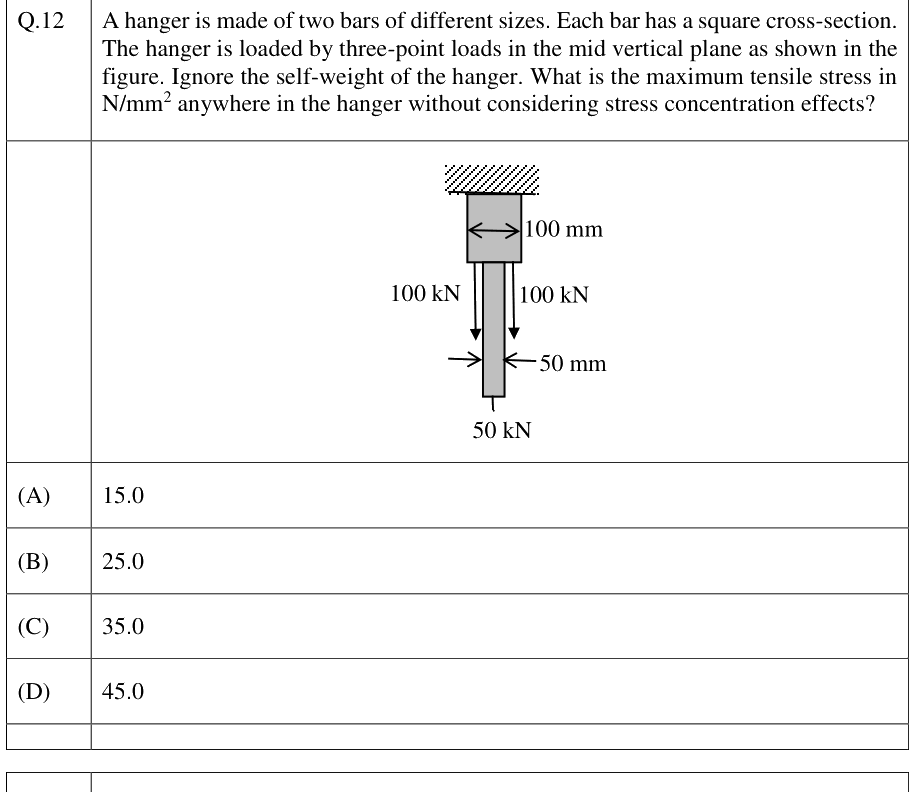 Q.12
A hanger is made of two bars of different sizes. Each bar has a square cross-section.
The hanger is loaded by three-point loads in the mid vertical plane as shown in the
figure. Ignore the self-weight of the hanger. What is the maximum tensile stress in
N/mm² anywhere in the hanger without considering stress concentration effects?
100 mm
100 kN
100 kN
50 mm
50 kN
(A)
15.0
(B)
25.0
(C)
35.0
(D)
45.0